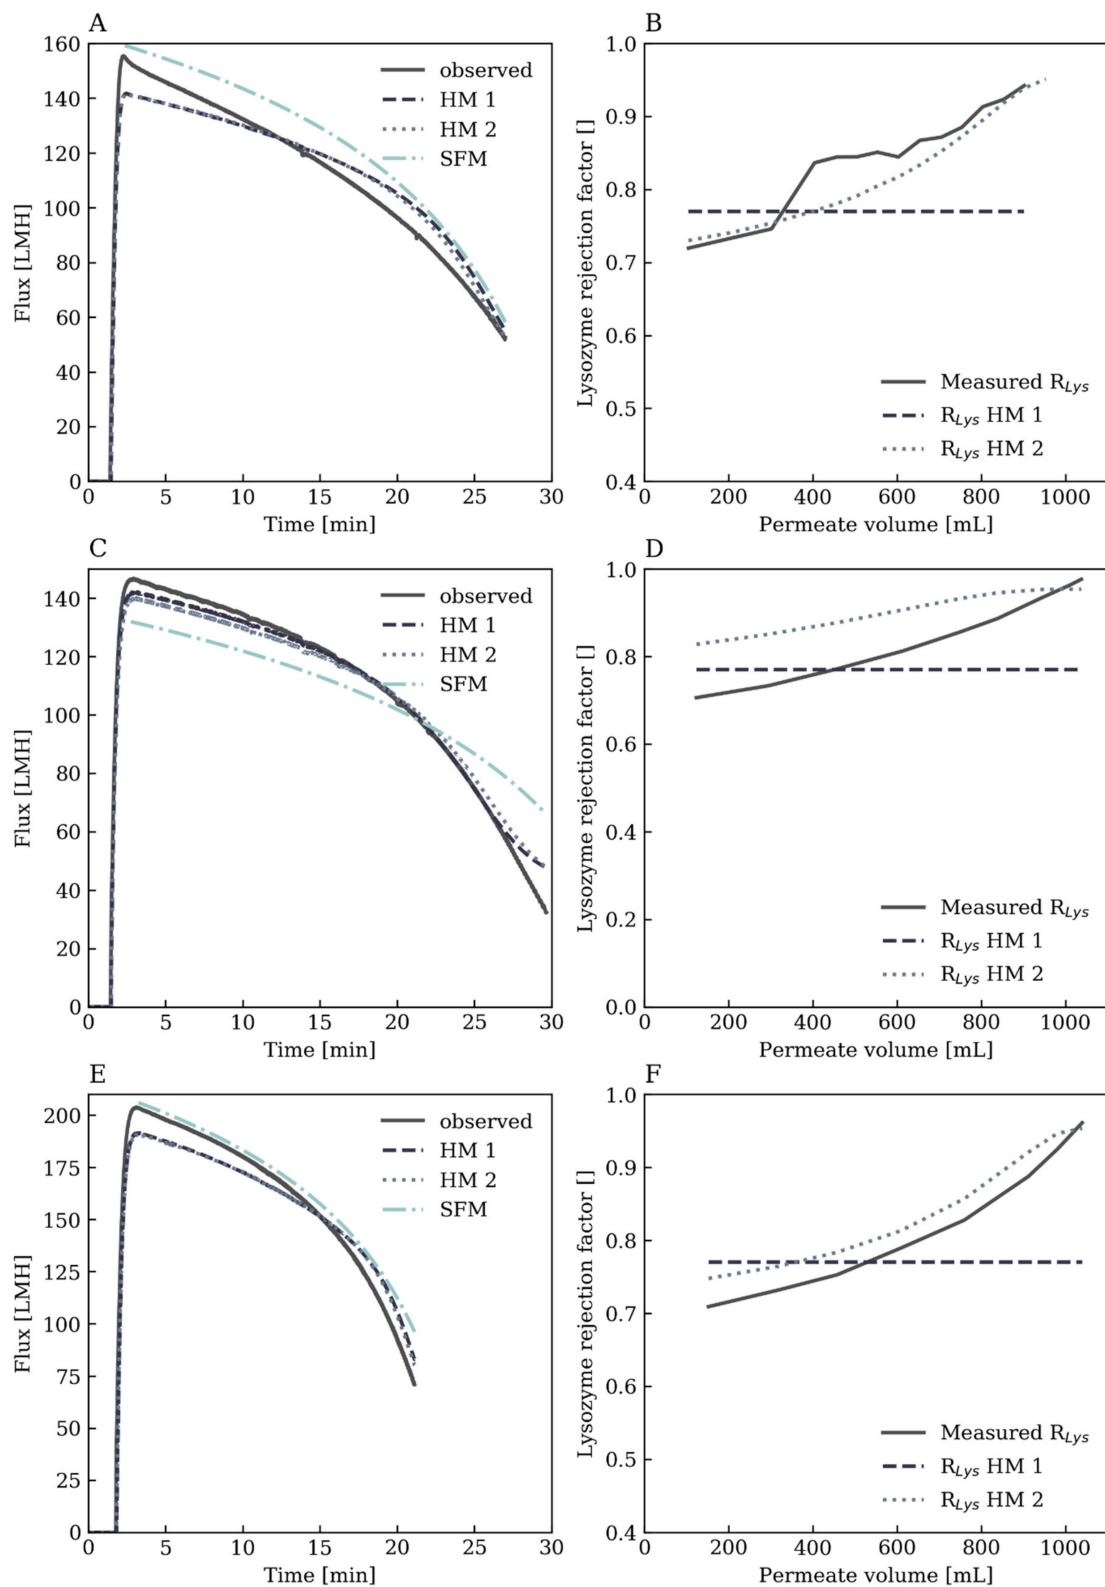 A
Flux [LMH]
160
140
120
100
80
60
40
20
0
observed
HM 1
HM 2
SFM
0 5 10 15 20 25 30
Time [min]
B
Lysozyme rejection factor []
1.0
0.9
0.8
0.7
0.6
0.5
0.4
Measured R_Lys
R_Lys HM 1
R_Lys HM 2
0 200 400 600 800 1000
Permeate volume [mL]
C
Flux [LMH]
140
120
100
80
60
40
20
0
observed
HM 1
HM 2
SFM
0 5 10 15 20 25 30
Time [min]
D
Lysozyme rejection factor []
1.0
0.8
0.6
0.4
0.2
0.0
Measured R_Lys
R_Lys HM 1
R_Lys HM 2
0 200 400 600 800 1000
Permeate volume [mL]
E
Flux [LMH]
200
175
150
125
100
75
50
25
0
observed
HM 1
HM 2
SFM
0 5 10 15 20 25 30
Time [min]
F
Lysozyme rejection factor []
1.0
0.9
0.8
0.7
0.6
0.5
0.4
Measured R_Lys
R_Lys HM 1
R_Lys HM 2
0 200 400 600 800 1000
Permeate volume [mL]